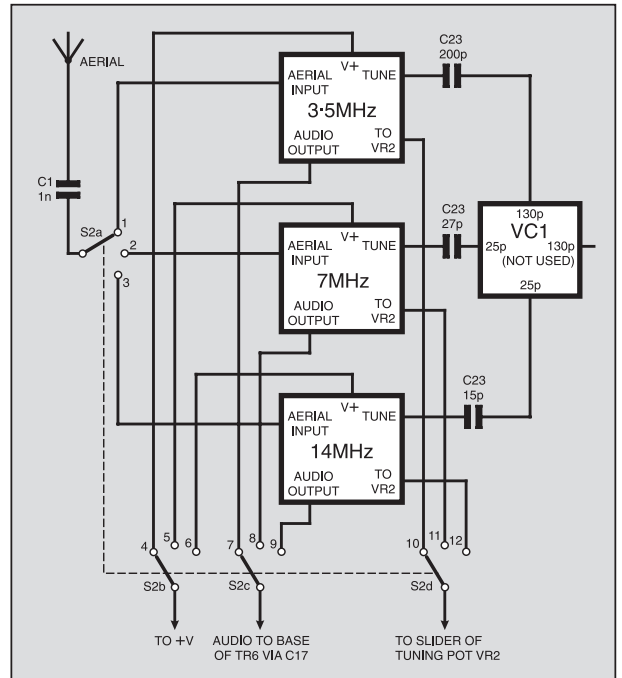 AERIAL
C1
1n
S2a
1
2
3
AERIAL
INPUT
V+
TUNE
3·5MHz
AUDIO
OUTPUT
TO
VR2
C23
200p
AERIAL
INPUT
V+
TUNE
7MHz
AUDIO
OUTPUT
TO
VR2
C23
27p
130p
VC1
25p
130p
(NOT USED)
25p
AERIAL
INPUT
V+
TUNE
14MHz
AUDIO
OUTPUT
TO
VR2
C23
15p
4
5
6
7
8
9
10
11
12
S2b
S2c
S2d
TO +V
AUDIO TO BASE
OF TR6 VIA C17
TO SLIDER OF
TUNING POT VR2